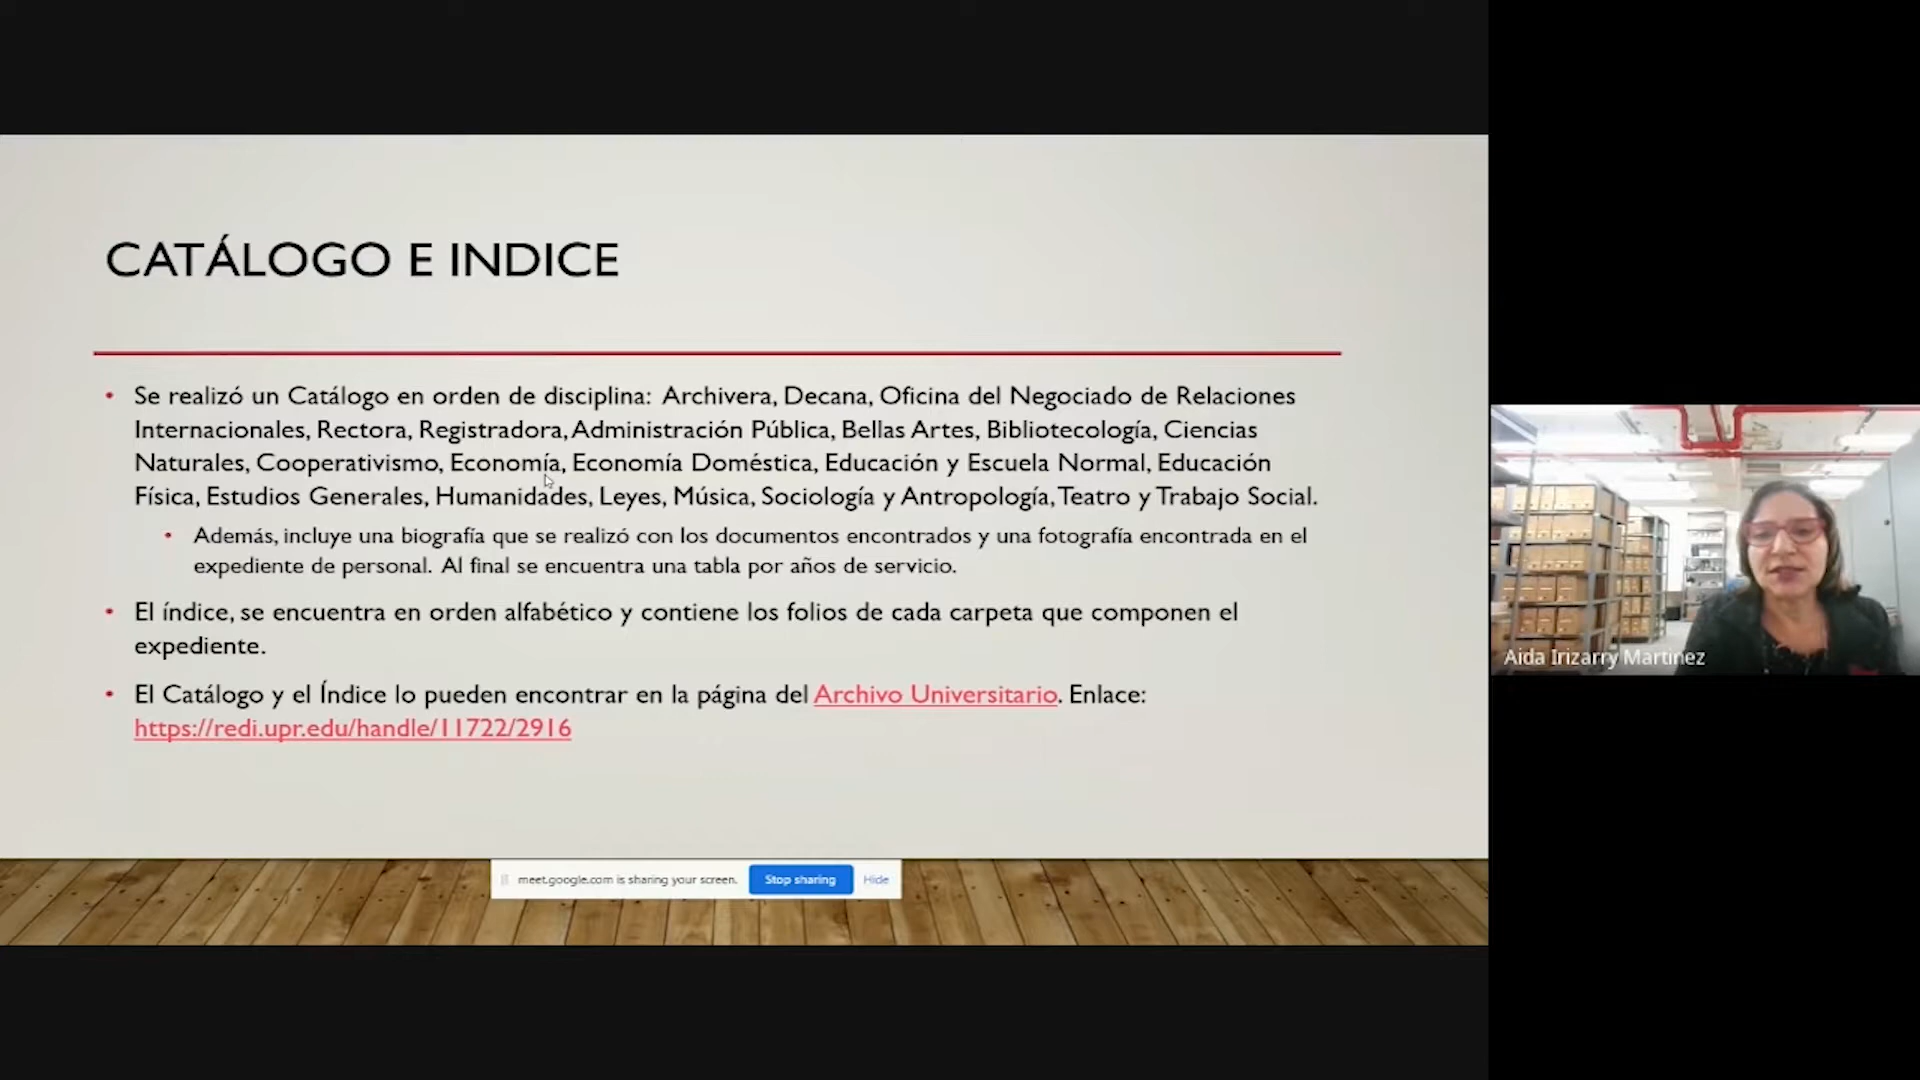 CATÁLOGO E INDICE
• Se realizó un Catálogo en orden de disciplina: Archivera, Decana, Oficina del Negociado de Relaciones
Internacionales, Rectora, Registradora, Administración Pública, Bellas Artes, Bibliotecología, Ciencias
Naturales, Cooperativismo, Economía, Economía Doméstica, Educación y Escuela Normal, Educación
Física, Estudios Generales, Humanidades, Leyes, Música, Sociología y Antropología, Teatro y Trabajo Social.
• Además, incluye una biografía que se realizó con los documentos encontrados y una fotografía encontrada en el
expediente de personal. Al final se encuentra una tabla por años de servicio.
• El índice, se encuentra en orden alfabético y contiene los folios de cada carpeta que componen el
expediente.
• El Catálogo y el Índice lo pueden encontrar en la página del Archivo Universitario. Enlace:
https://redi.upr.edu/handle/11722/2916
meet.google.com is sharing your screen. Stop sharing Hide
Aida Irizarry Martinez